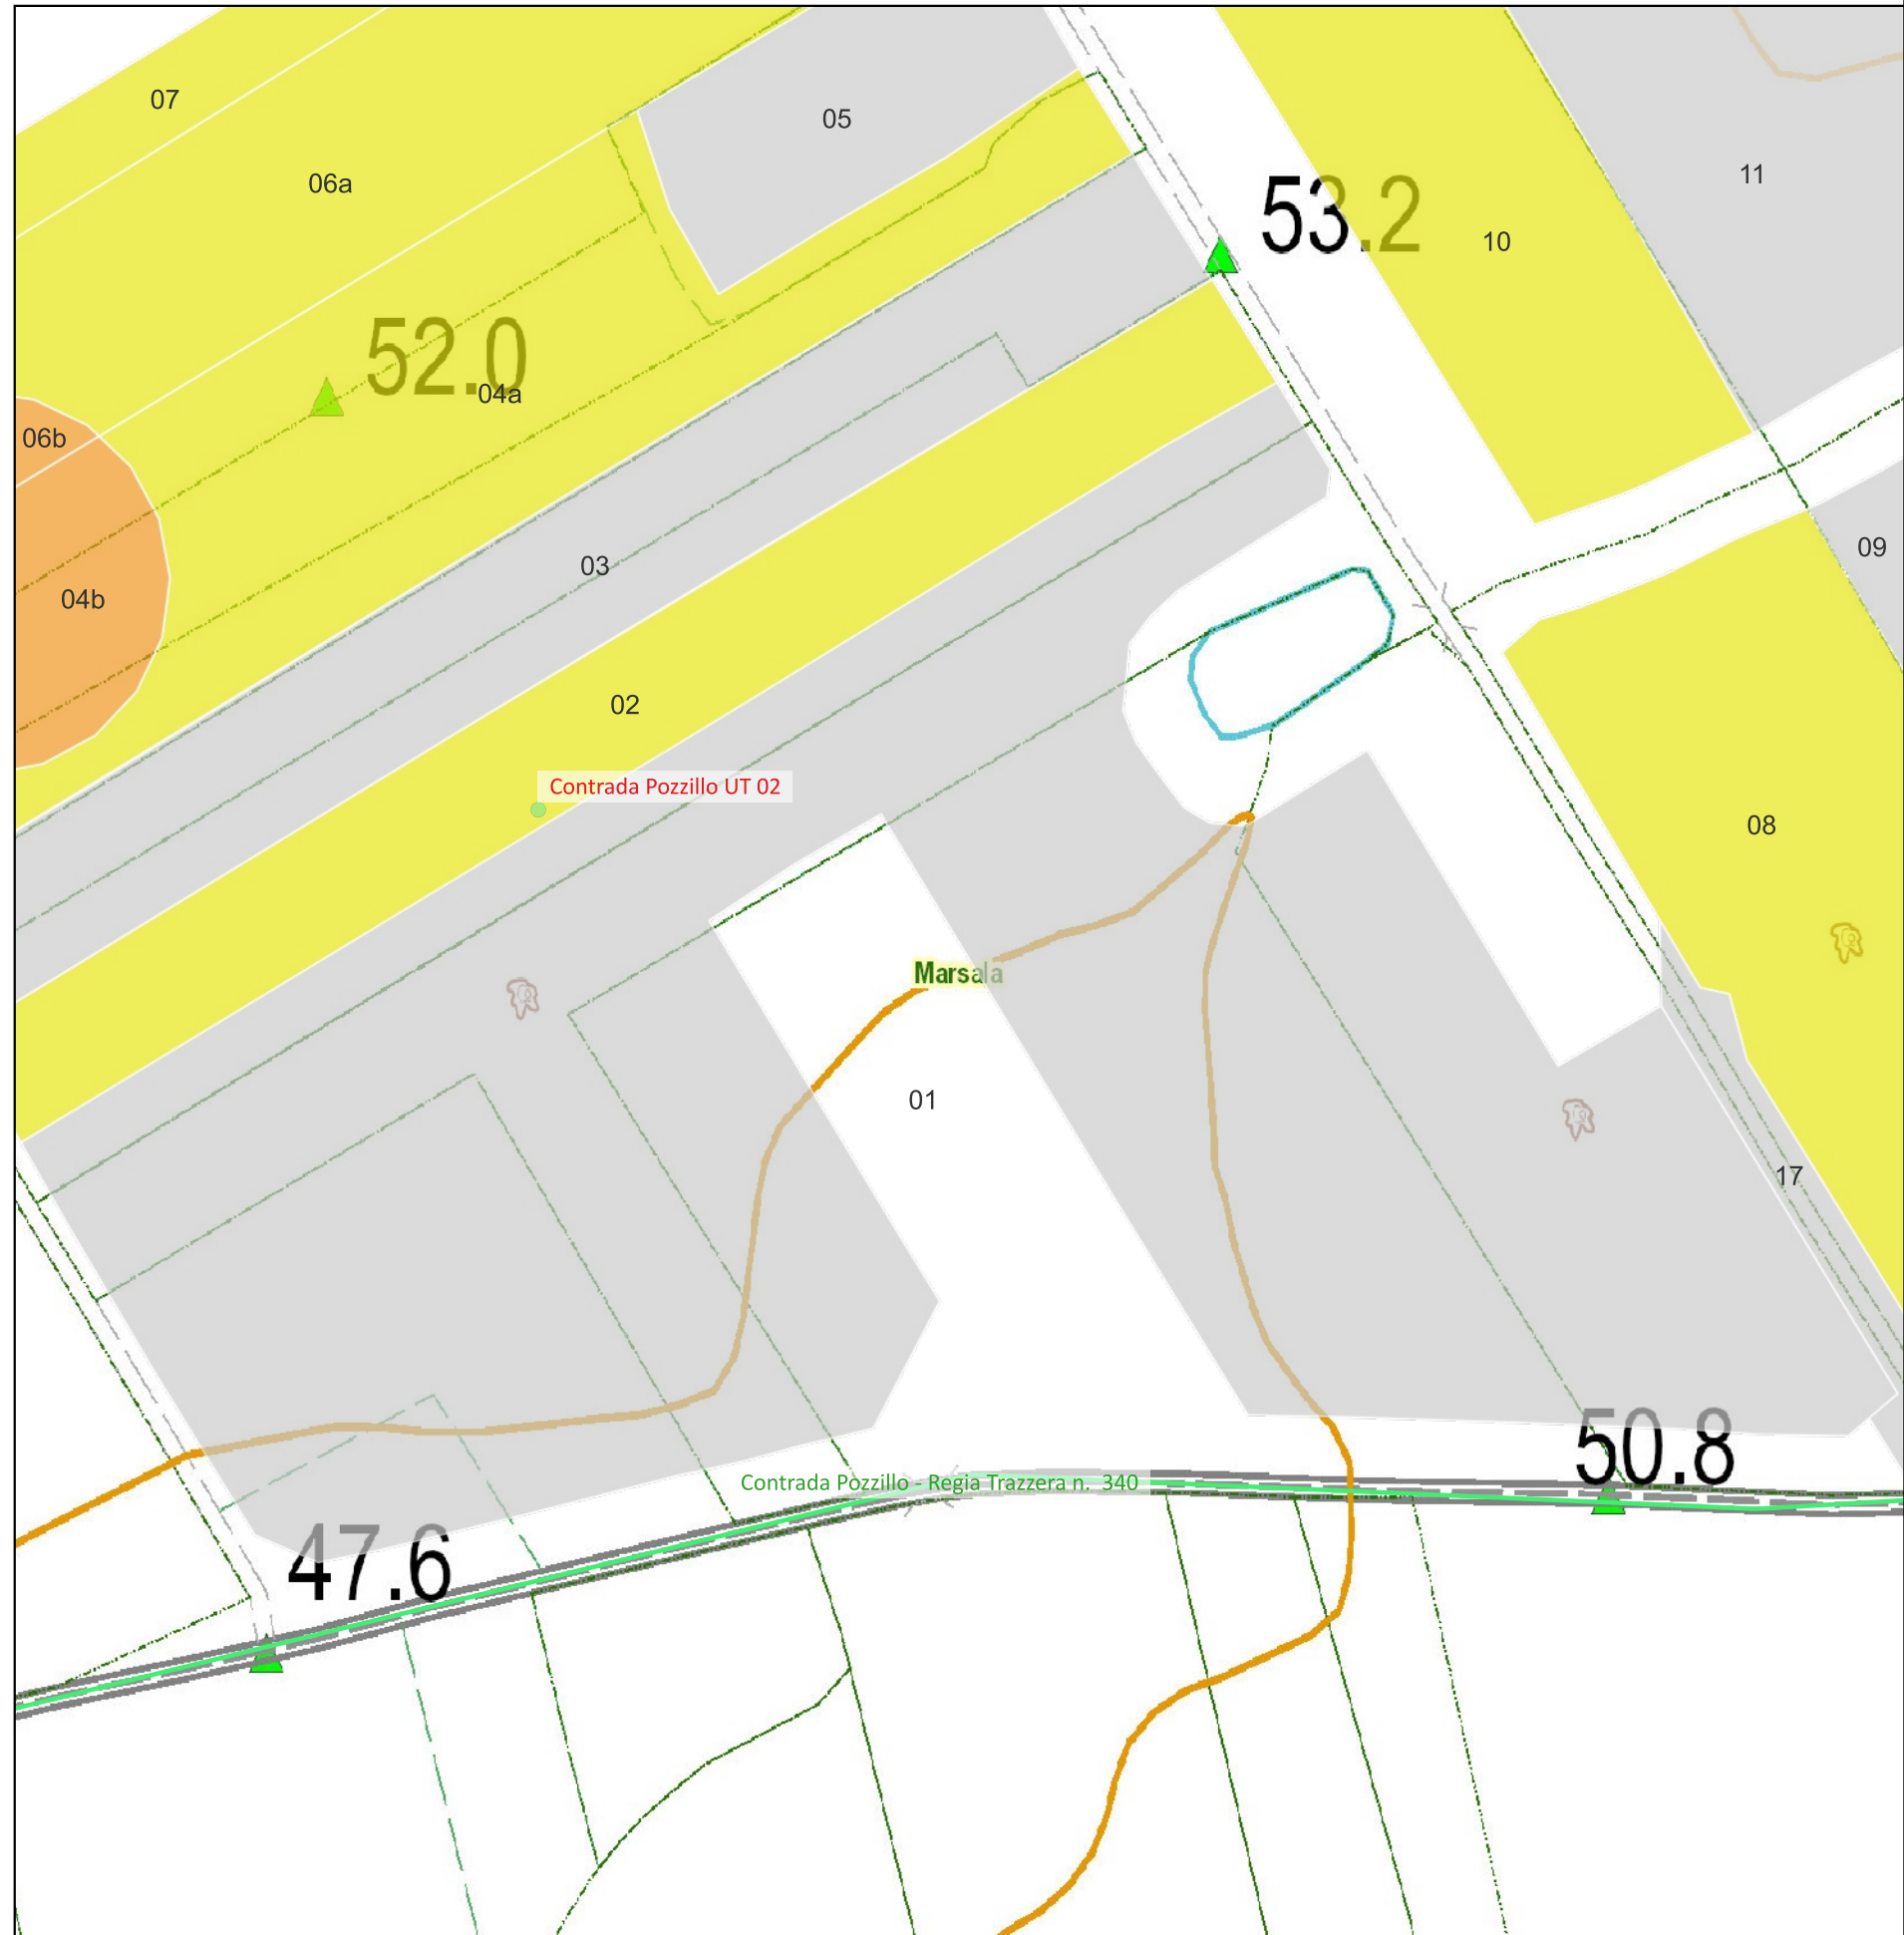 07
05
11
06a
53.2
10
52.0
04a
06b
09
03
04b
02
Contrada Pozzillo UT 02
08
Marsala
01
17
50.8
Contrada Pozzillo - Regia Trazzera n. 340
47.6